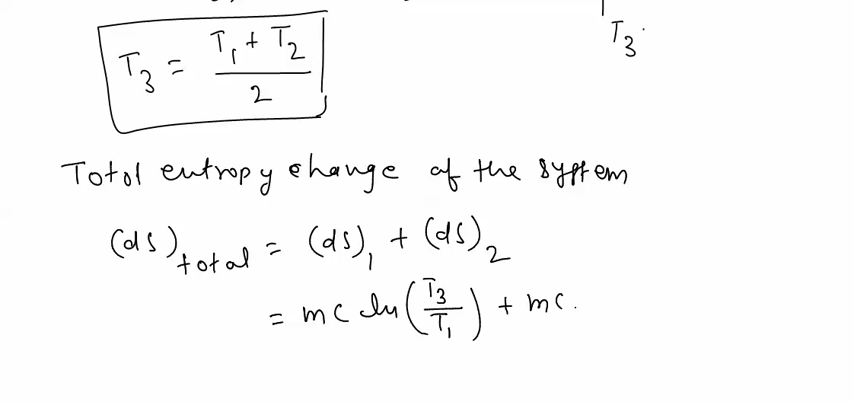 T₃ = (T₁ + T₂) / 2
T₃.
Total entropy change of the system
(ds)total = (ds)₁ + (ds)₂
= mc ln(T₃/T₁) + mc.